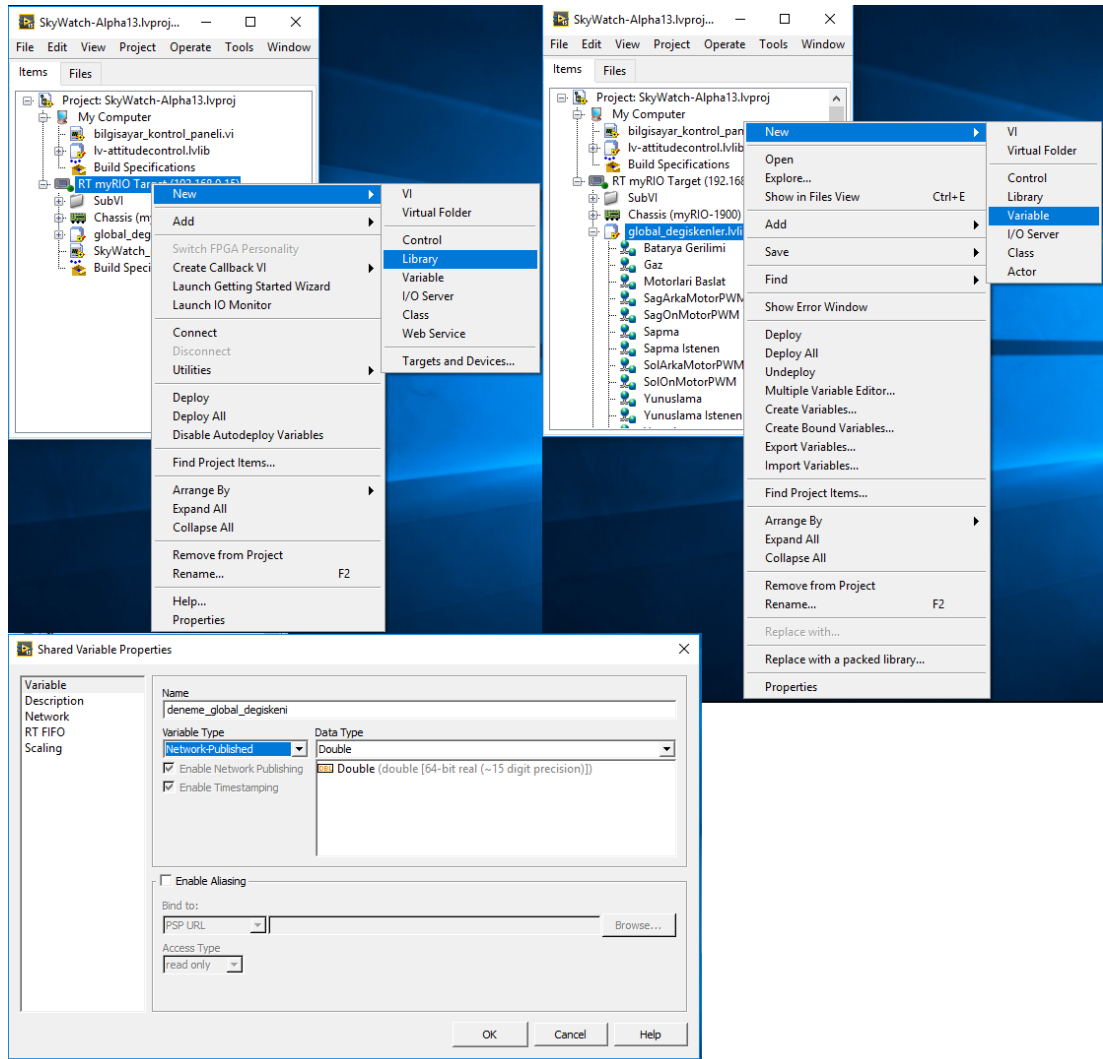 SkyWatch-Alpha13.lvproj...
File Edit View Project Operate Tools Window
Items Files
Project: SkyWatch-Alpha13.lvproj
My Computer
bilgisayar_kontrol_paneli.vi
lv-attitudecontrol.lvlib
Build Specifications
RT myRIO Target (192.168.0.15)
SubVI
Chassis (m
global_deg
SkyWatch_
Build Speci
New
Add
Switch FPGA Personality
Create Callback VI
Launch Getting Started Wizard
Launch IO Monitor
Connect
Disconnect
Utilities
Deploy
Deploy All
Disable Autodeploy Variables
Find Project Items...
Arrange By
Expand All
Collapse All
Remove from Project
Rename... F2
Help...
Properties
VI
Virtual Folder
Control
Library
Variable
I/O Server
Class
Web Service
Targets and Devices...
SkyWatch-Alpha13.lvproj...
File Edit View Project Operate Tools Window
Items Files
Project: SkyWatch-Alpha13.lvproj
My Computer
bilgisayar_kontrol_pan
lv-attitudecontrol.lvlib
Build Specifications
RT myRIO Target (192.168
SubVI
Chassis (myRIO-1900)
global_degiskenler.lvli
Batarya Gerilimi
Gaz
Motorlari Baslat
SagArkaMotorPWM
SagOnMotorPWM
Sapma
Sapma Istenen
SolArkaMotorPWM
SolOnMotorPWM
Yunuslama
Yunuslama Istenen
New
Open
Explore...
Show in Files View Ctrl+E
Add
Save
Find
Show Error Window
Deploy
Deploy All
Undeploy
Multiple Variable Editor...
Create Variables...
Create Bound Variables...
Export Variables...
Import Variables...
Find Project Items...
Arrange By
Expand All
Collapse All
Remove from Project
Rename... F2
Replace with...
Replace with a packed library...
Properties
VI
Virtual Folder
Control
Library
Variable
I/O Server
Class
Actor
Shared Variable Properties
Variable
Description
Network
RT FIFO
Scaling
Name
deneme_global_degiskeni
Variable Type Data Type
Network-Published Double
Enable Network Publishing
Enable Timestamping
DBL Double (double [64-bit real (~15 digit precision)])
Enable Aliasing
Bind to:
PSP URL Browse...
Access Type
read only
OK Cancel Help